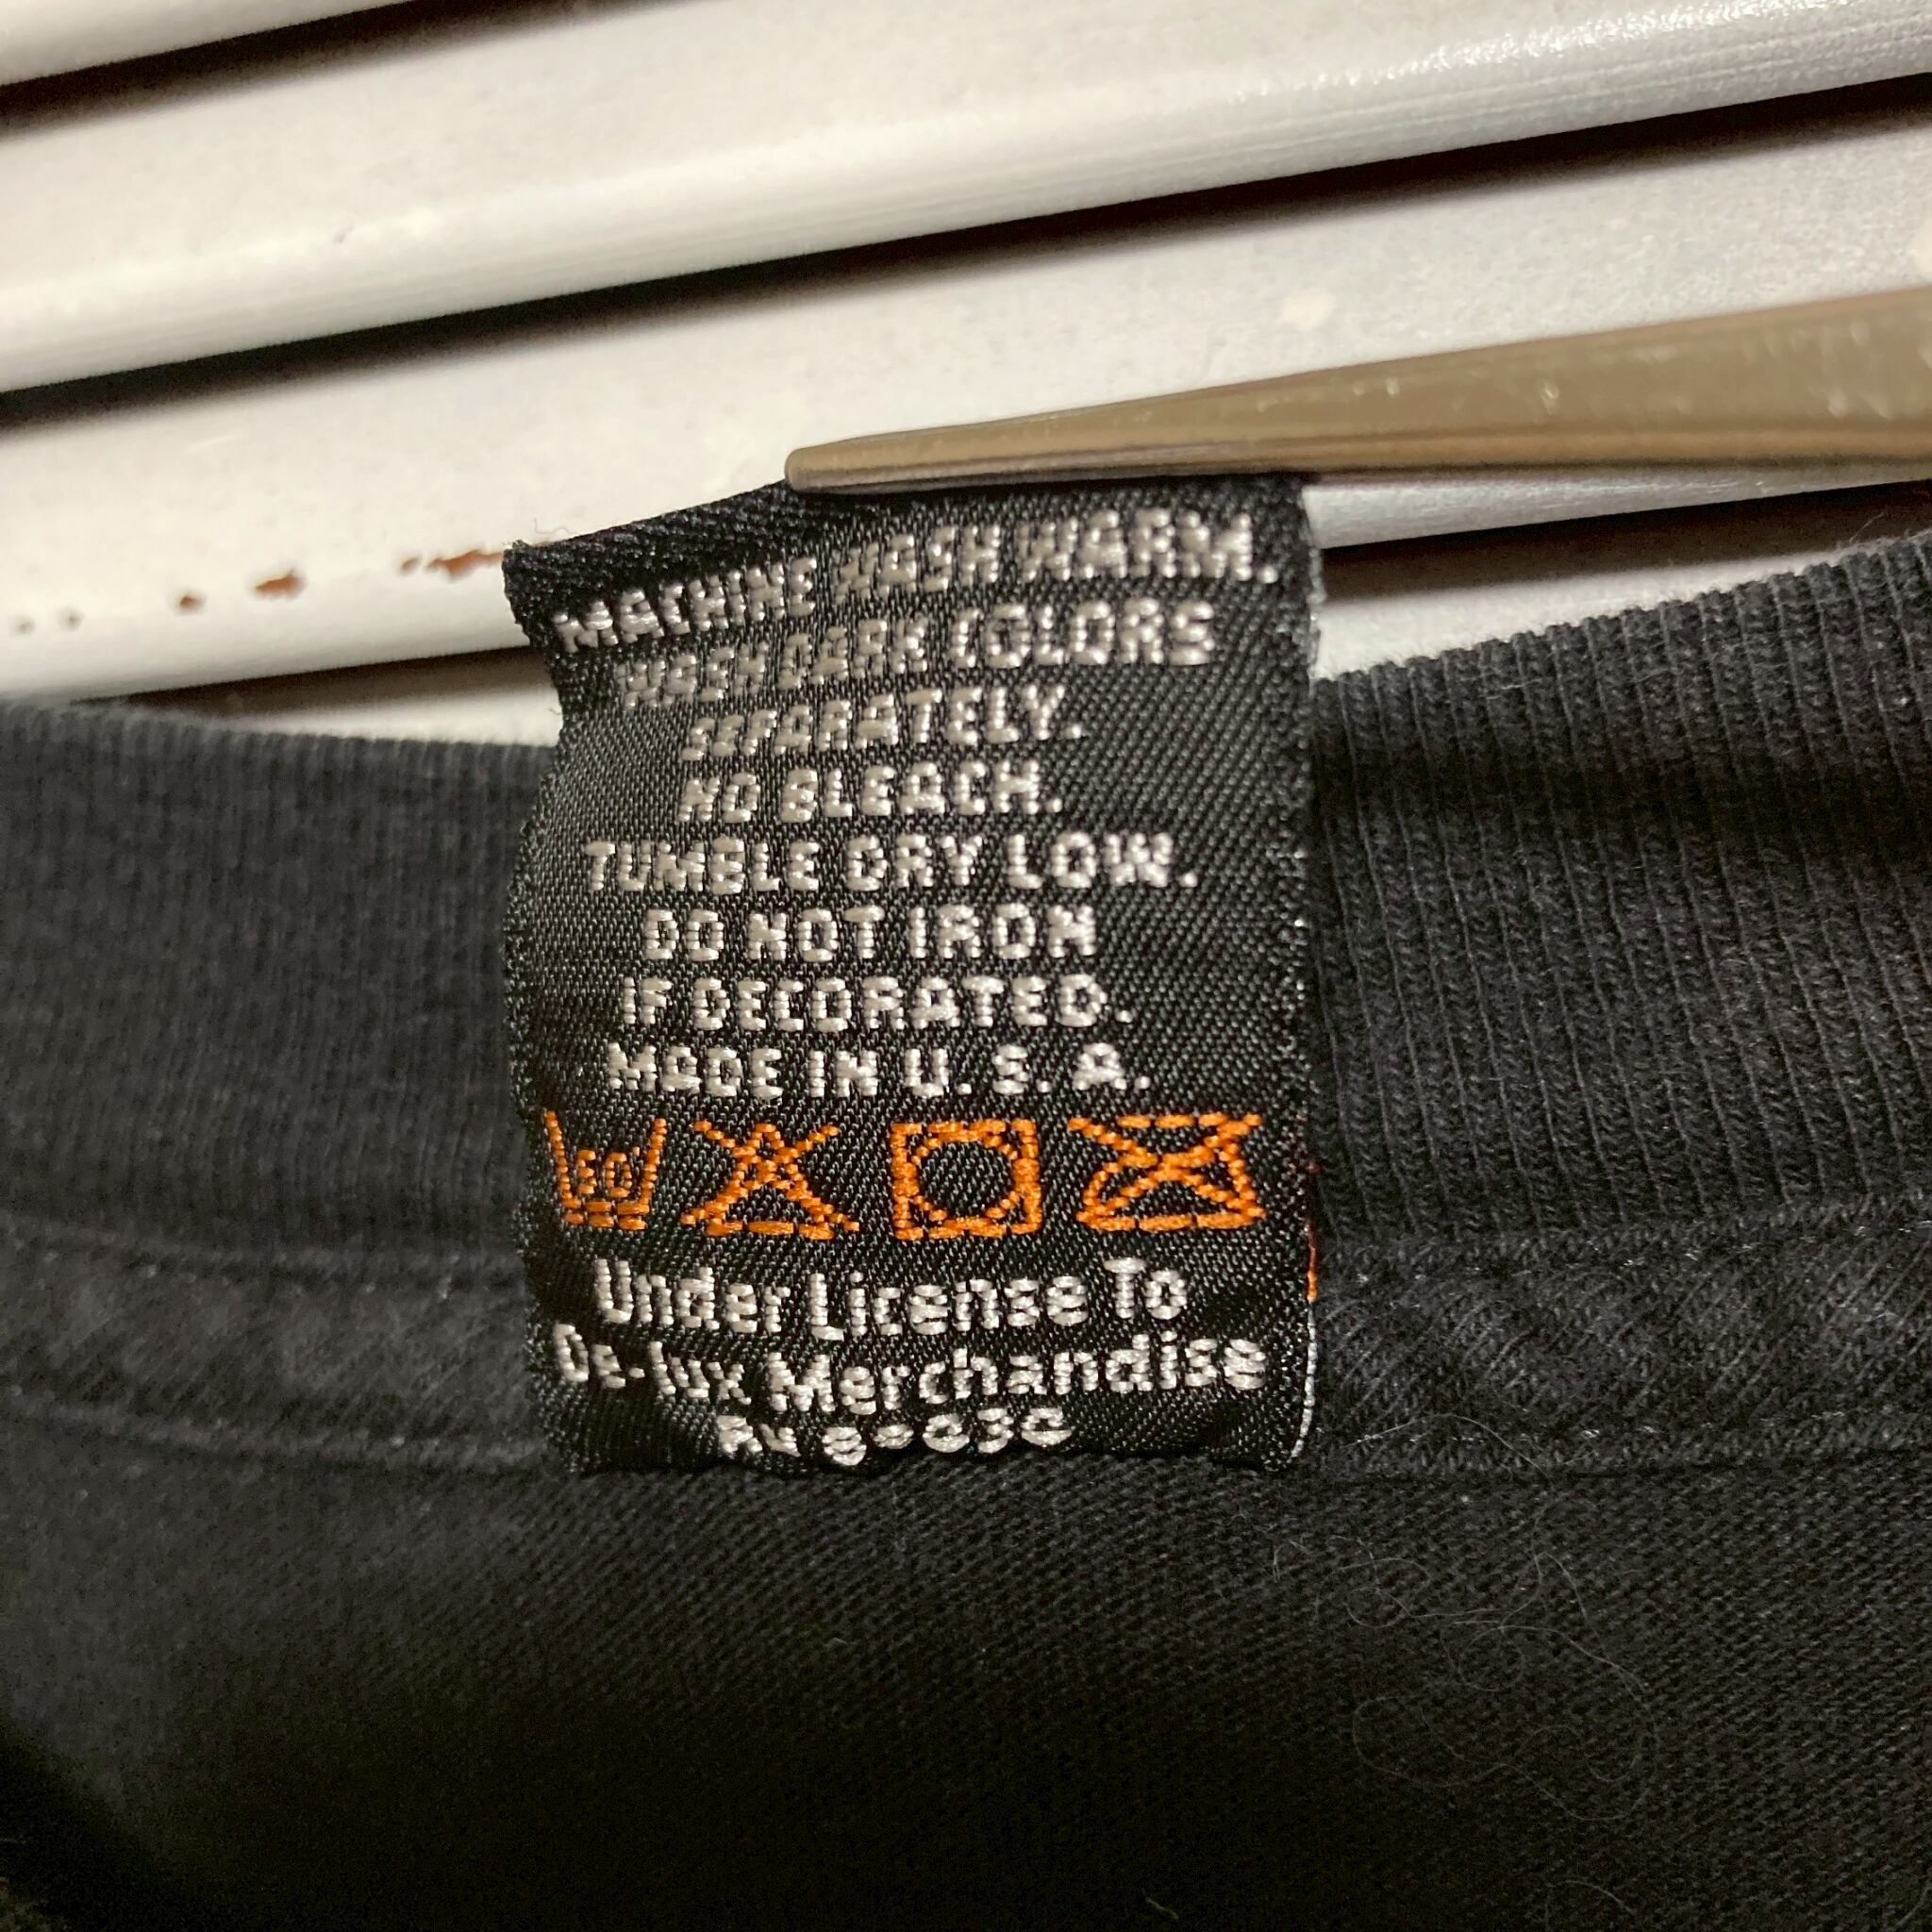 MACHINE WASH WARM.
WASH DARK COLORS
SEPARATELY.
NO BLEACH.
TUMBLE DRY LOW.
DO NOT IRON
IF DECORATED.
MADE IN U.S.A.
Under License To
De-lux Merchandise